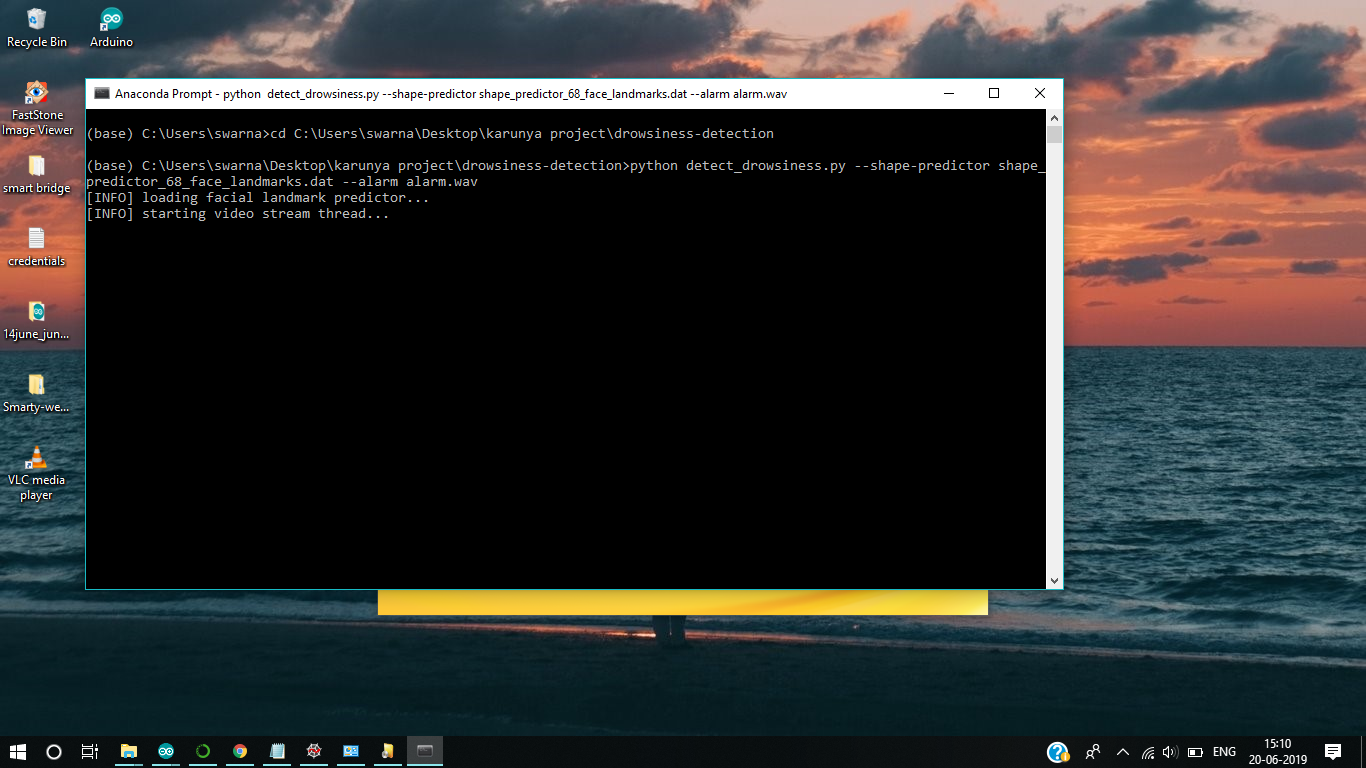 Recycle Bin
Arduino
FastStone
Image Viewer
smart bridge
credentials
14june_jun...
Smarty-we...
VLC media
player
Anaconda Prompt - python  detect_drowsiness.py --shape-predictor shape_predictor_68_face_landmarks.dat --alarm alarm.wav
(base) C:\Users\swarna>cd C:\Users\swarna\Desktop\karunya project\drowsiness-detection
(base) C:\Users\swarna\Desktop\karunya project\drowsiness-detection>python detect_drowsiness.py --shape-predictor shape_
predictor_68_face_landmarks.dat --alarm alarm.wav
[INFO] loading facial landmark predictor...
[INFO] starting video stream thread...
ENG
15:10
20-06-2019